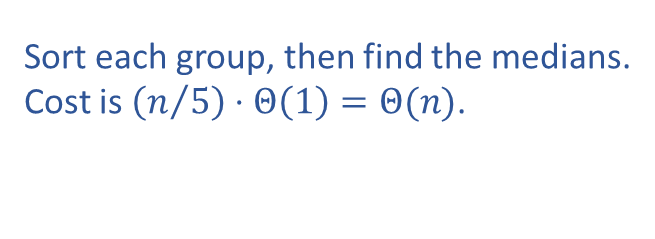 Sort each group, then find the medians.
Cost is (𝑛/5) · Θ(1) = Θ(𝑛).